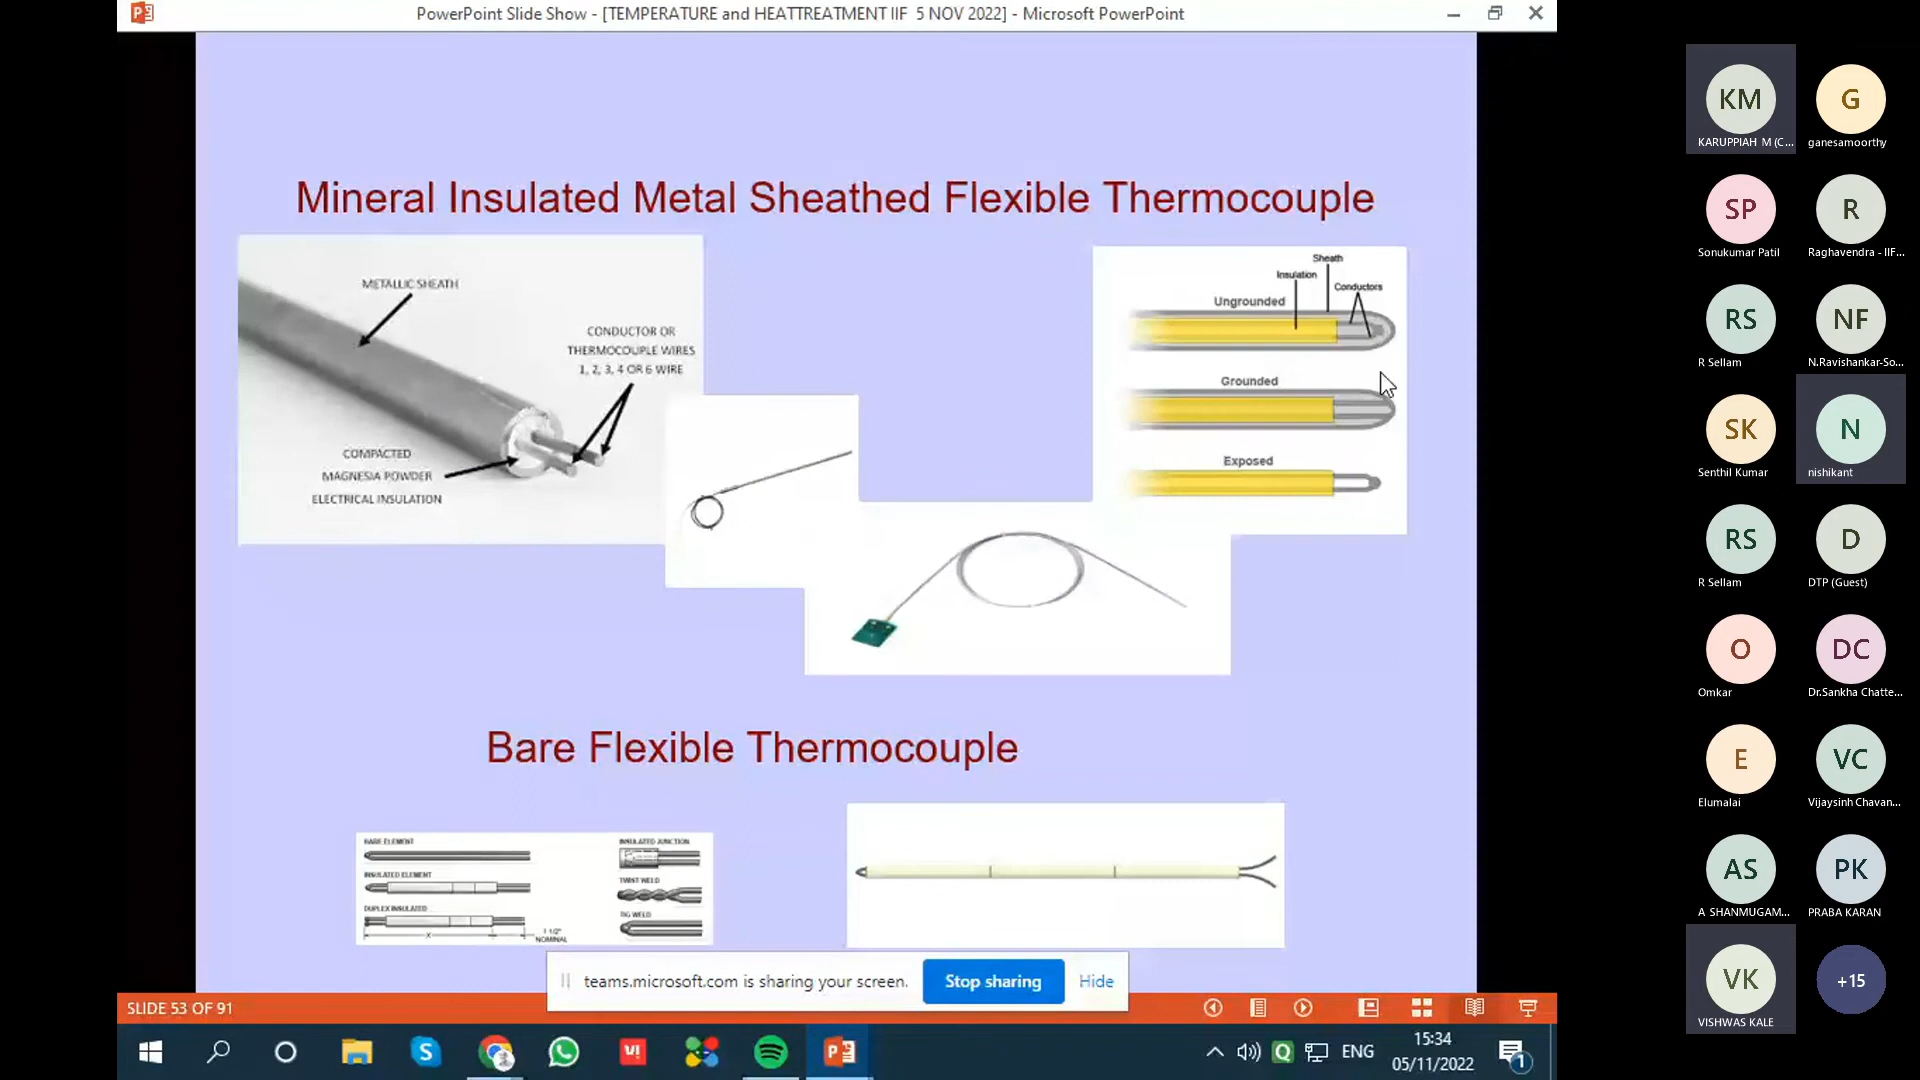 PowerPoint Slide Show - [TEMPERATURE and HEATTREATMENT IIF 5 NOV 2022] - Microsoft PowerPoint
Mineral Insulated Metal Sheathed Flexible Thermocouple
METALLIC SHEATH
CONDUCTOR OR
THERMOCOUPLE WIRES
1, 2, 3, 4 OR 6 WIRE
COMPACTED
MAGNESIA POWDER
ELECTRICAL INSULATION
Sheath
Insulation
Conductors
Ungrounded
Grounded
Exposed
Bare Flexible Thermocouple
BARE ELEMENT
INSULATED ELEMENT
DUPLEX INSULATED
X
1 1/2"
NOMINAL
INSULATED JUNCTION
TWIST WELD
TIG WELD
teams.microsoft.com is sharing your screen.
Stop sharing
Hide
SLIDE 53 OF 91
ENG
15:34
05/11/2022
1
KM
KARUPPIAH M (C...
G
ganesamoorthy
SP
Sonukumar Patil
R
Raghavendra - IIF...
RS
R Sellam
NF
N.Ravishankar-So...
SK
Senthil Kumar
N
nishikant
RS
R Sellam
D
DTP (Guest)
O
Omkar
DC
Dr.Sankha Chatte...
E
Elumalai
VC
Vijaysinh Chavan...
AS
A SHANMUGAM...
PK
PRABA KARAN
VK
VISHWAS KALE
+15